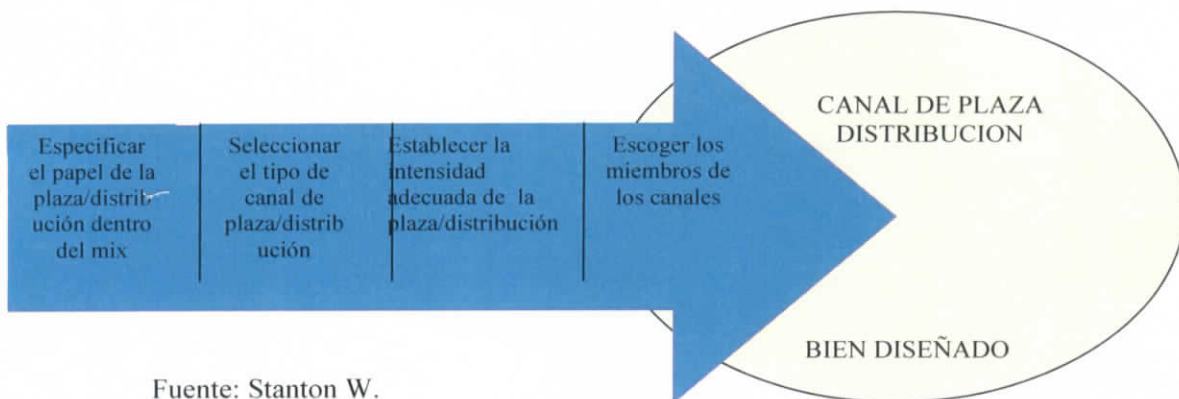 Especificar
el papel de la
plaza/distrib
ución dentro
del mix
Seleccionar
el tipo de
canal de
plaza/distrib
ución
Establecer la
intensidad
adecuada de la
plaza/distribución
Escoger los
miembros de
los canales
CANAL DE PLAZA
DISTRIBUCION
BIEN DISEÑADO
Fuente: Stanton W.